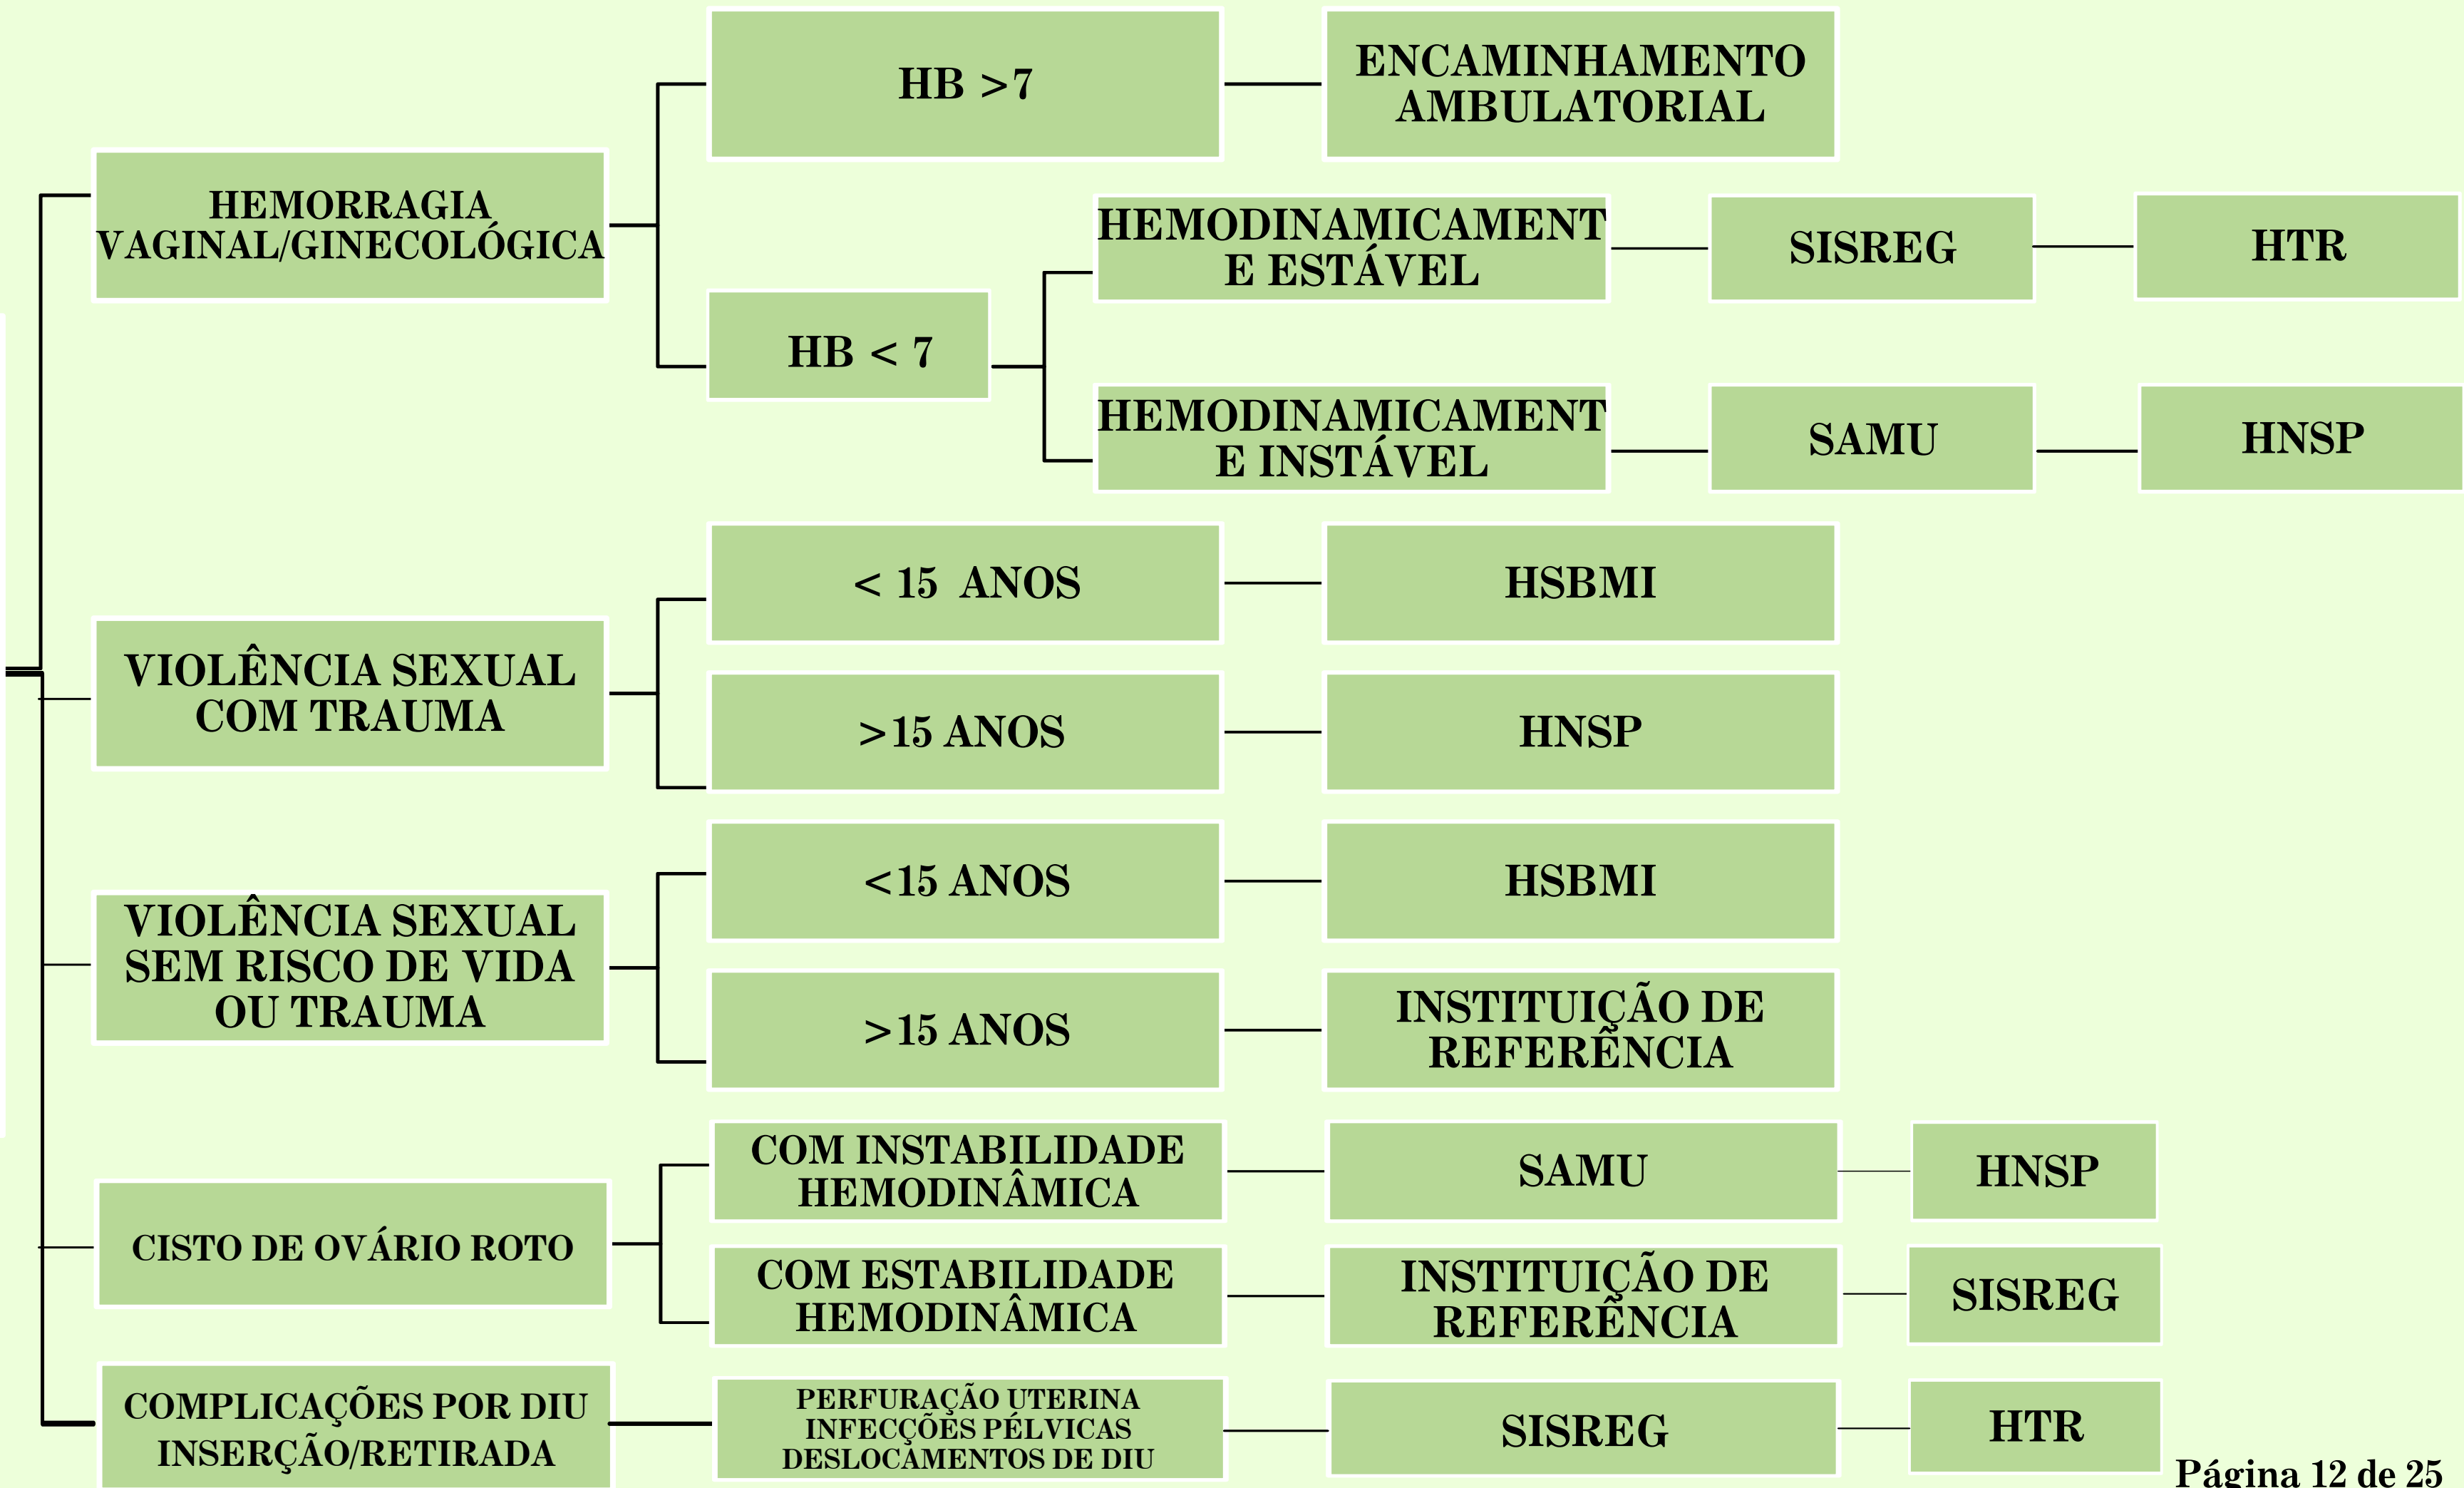 HEMORRAGIA
VAGINAL/GINECOLÓGICA
HB >7
ENCAMINHAMENTO
AMBULATORIAL
HB < 7
HEMODINAMICAMENT
E ESTÁVEL
SISREG
HTR
HEMODINAMICAMENT
E INSTÁVEL
SAMU
HNSP
VIOLÊNCIA SEXUAL
COM TRAUMA
< 15 ANOS
HSBMI
>15 ANOS
HNSP
VIOLÊNCIA SEXUAL
SEM RISCO DE VIDA
OU TRAUMA
<15 ANOS
HSBMI
>15 ANOS
INSTITUIÇÃO DE
REFERÊNCIA
CISTO DE OVÁRIO ROTO
COM INSTABILIDADE
HEMODINÂMICA
SAMU
HNSP
COM ESTABILIDADE
HEMODINÂMICA
INSTITUIÇÃO DE
REFERÊNCIA
SISREG
COMPLICAÇÕES POR DIU
INSERÇÃO/RETIRADA
PERFURAÇÃO UTERINA
INFECÇÕES PÉLVICAS
DESLOCAMENTOS DE DIU
SISREG
HTR
Página 12 de 25